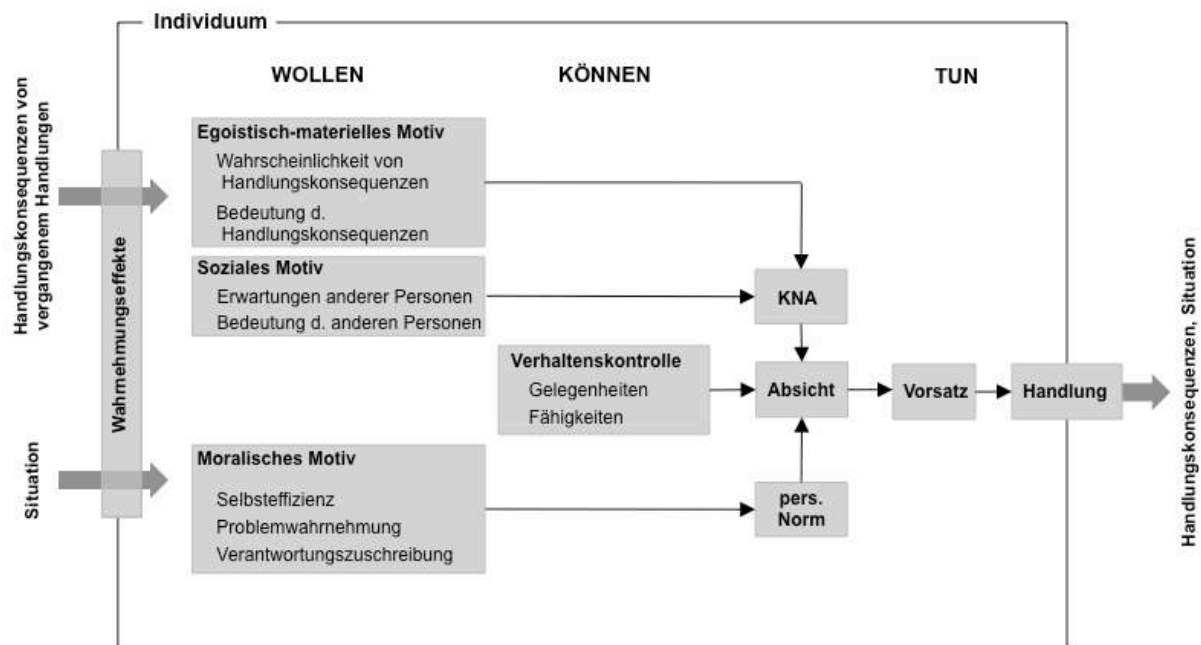 Individuum
WOLLEN
KÖNNEN
TUN
Handlungskonsequenzen von
vergangenem Handlungen
Situation
Wahrnehmungseffekte
Egoistisch-materielles Motiv
Wahrscheinlichkeit von
Handlungskonsequenzen
Bedeutung d.
Handlungskonsequenzen
Soziales Motiv
Erwartungen anderer Personen
Bedeutung d. anderen Personen
KNA
Verhaltenskontrolle
Gelegenheiten
Fähigkeiten
Absicht
Vorsatz
Handlung
Moralisches Motiv
Selbsteffizienz
Problemwahrnehmung
Verantwortungszuschreibung
pers.
Norm
Handlungskonsequenzen, Situation